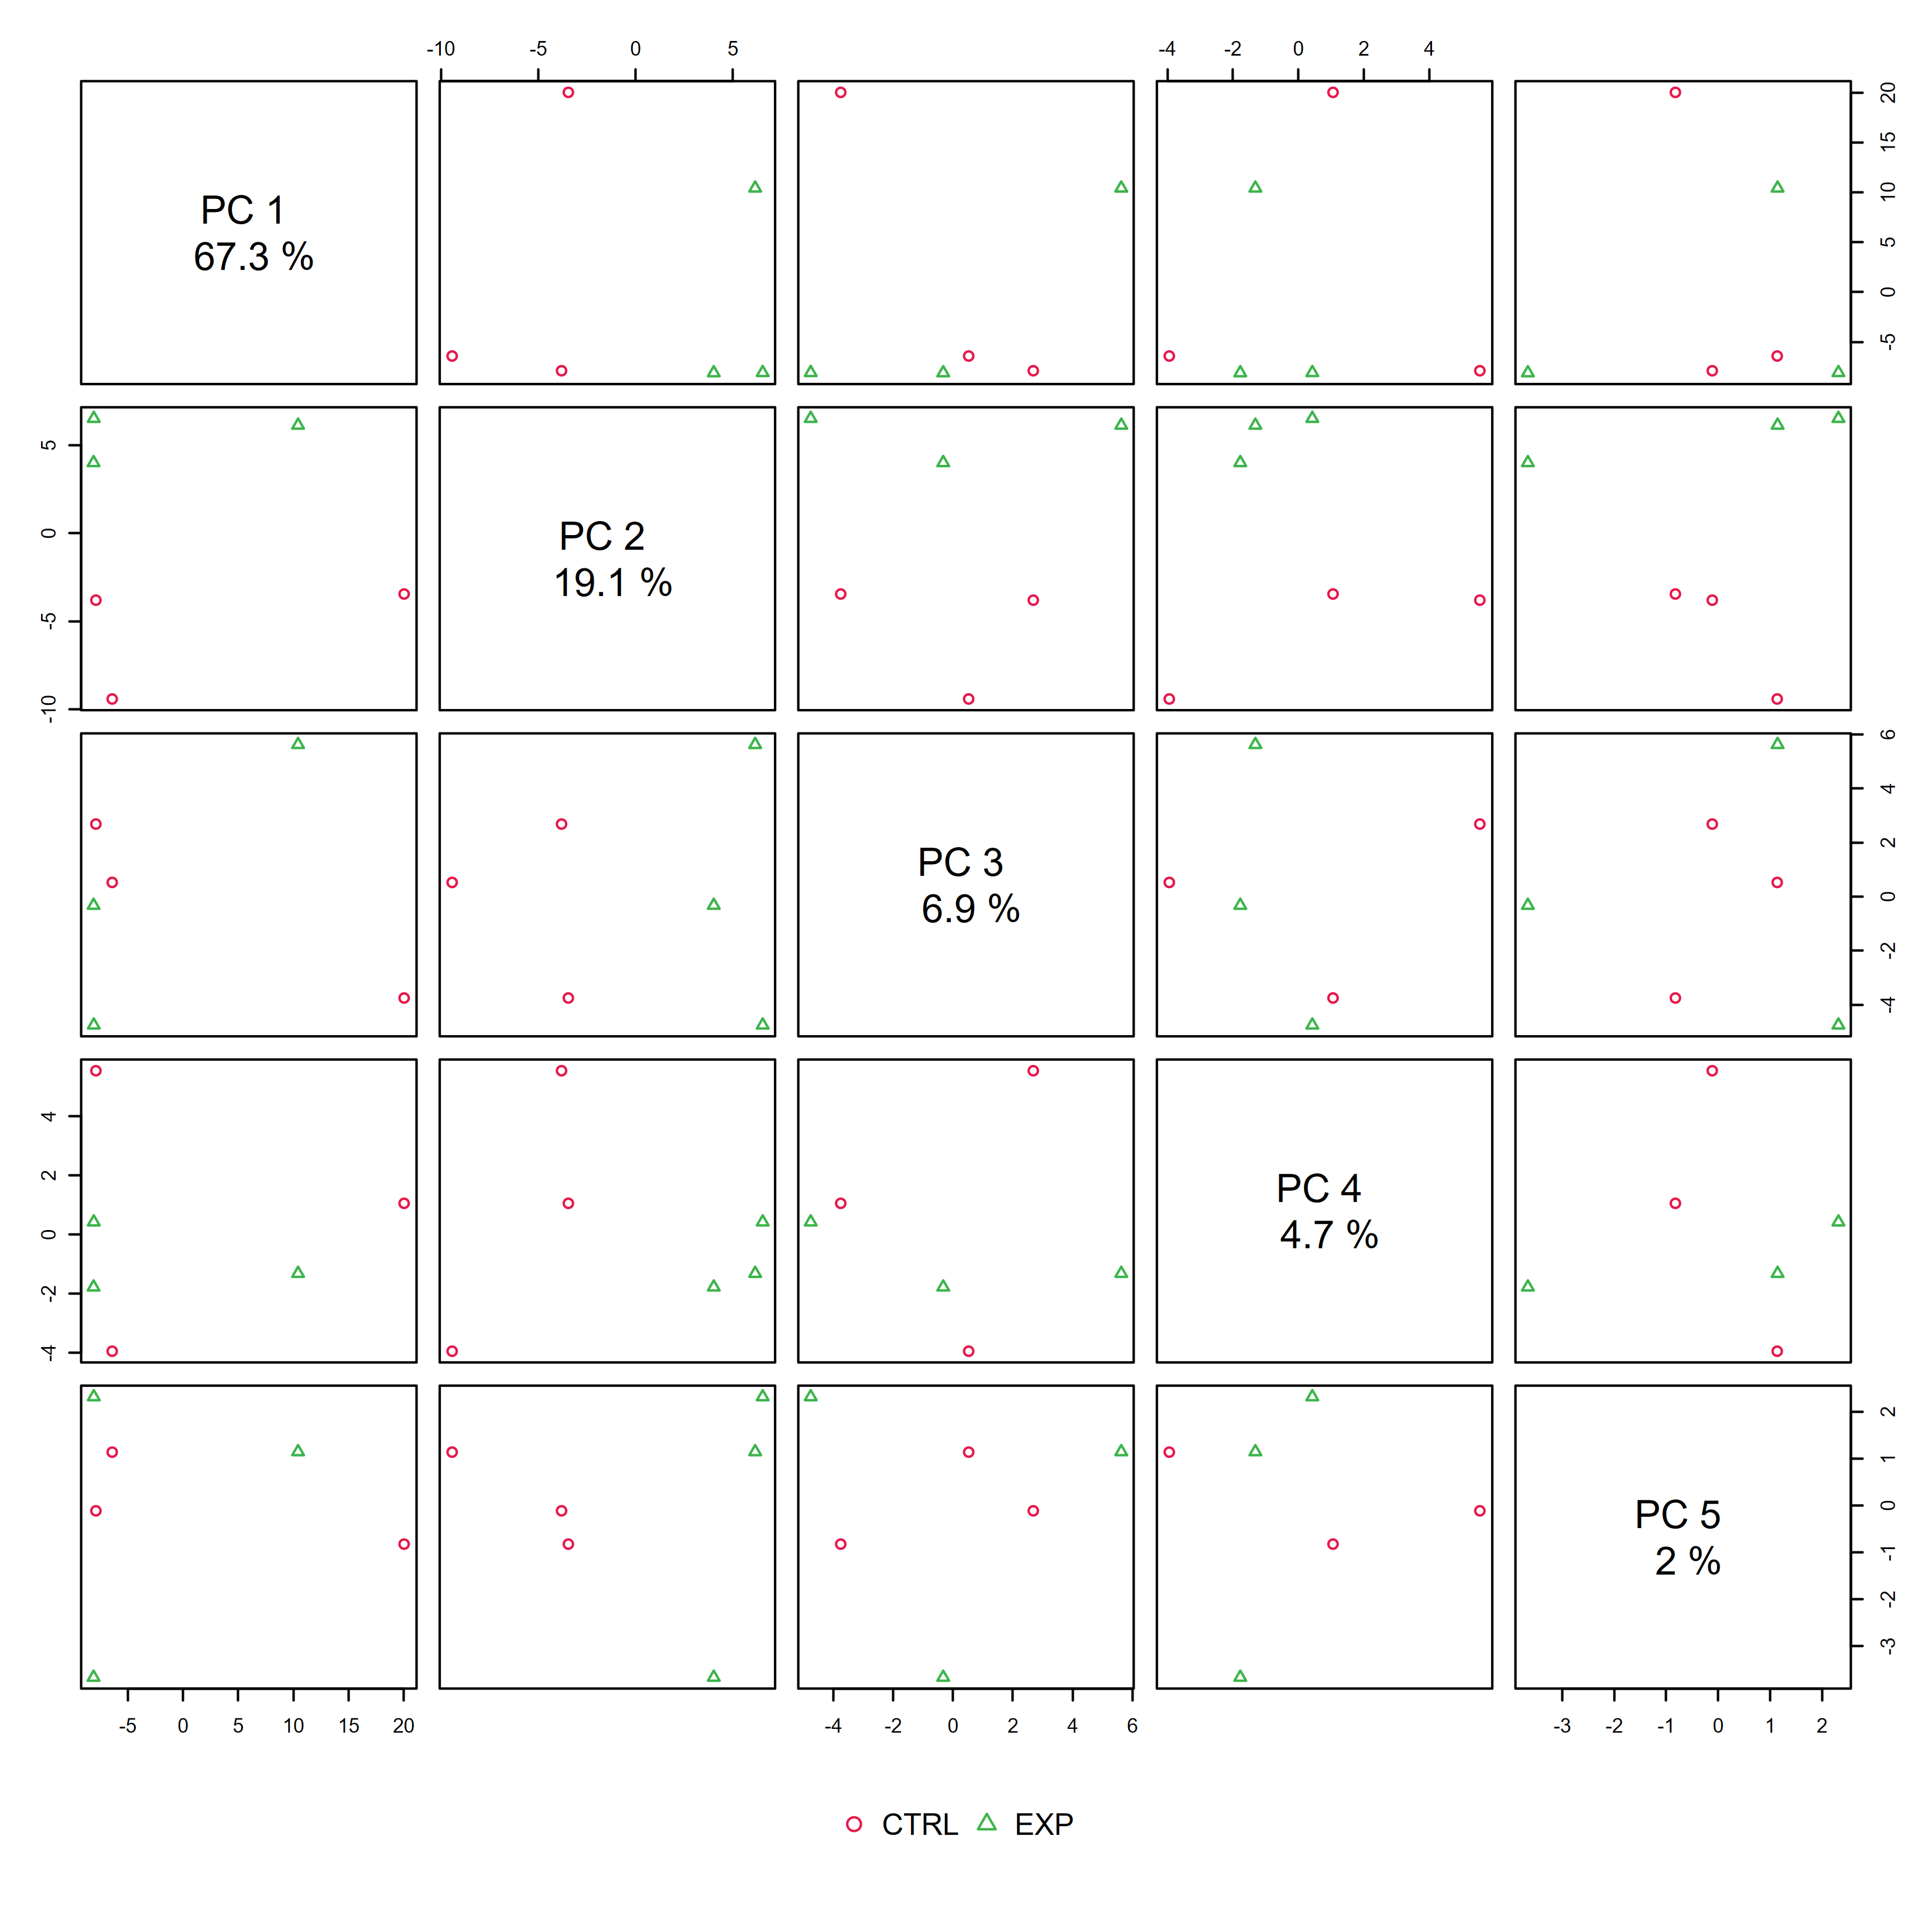 -10 -5 0 5 -4 -2 0 2 4
PC 1
67.3 %
-5 0 5 10 15 20
-10 -5 0 5
PC 2
19.1 %
PC 3
6.9 %
-4 -2 0 2 4 6
-4 -2 0 2 4
PC 4
4.7 %
PC 5
2 %
-3 -2 -1 0 1 2
-5 0 5 10 15 20 -4 -2 0 2 4 6 -3 -2 -1 0 1 2
CTRL EXP